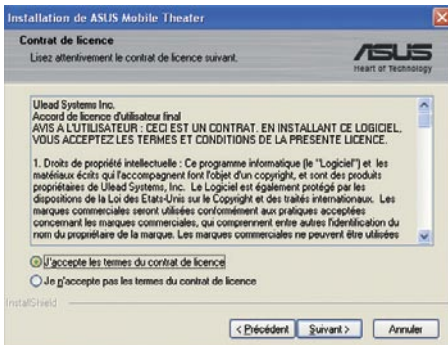 Installation de ASUS Mobile Theater
Contrat de licence
Lisez attentivement le contrat de licence suivant.
ASUS
Heart of Technology
Ulead Systems Inc.
Accord de licence d'utilisateur final
AVIS A L'UTILISATEUR : CECI EST UN CONTRAT. EN INSTALLANT CE LOGICIEL,
VOUS ACCEPTEZ LES TERMES ET CONDITIONS DE LA PRESENTE LICENCE.
1. Droits de propriété intellectuelle : Ce programme informatique (le "Logiciel") et les
matériaux écrits qui l'accompagnent font l'objet d'un copyright, et sont des produits
propriétaires de Ulead Systems, Inc. Le Logiciel est également protégé par les
dispositions de la Loi des Etats-Unis sur le Copyright et des traités internationaux. Les
marques commerciales seront utilisées conformément aux pratiques acceptées
concernant les marques commerciales, qui comprennent entre autres l'identification du
nom du propriétaire de la marque. Les marques commerciales ne peuvent être utilisées
J'accepte les termes du contrat de licence
Je n'accepte pas les termes du contrat de licence
InstallShield
< Précédent Suivant > Annuler